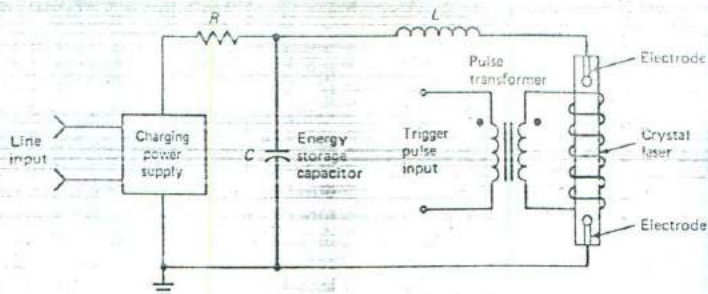 R
L
Electrode
Pulse
transformer
Line
input
Charging
power
supply
C
Energy
storage
capacitor
Trigger
pulse
input
Crystal
laser
Electrode